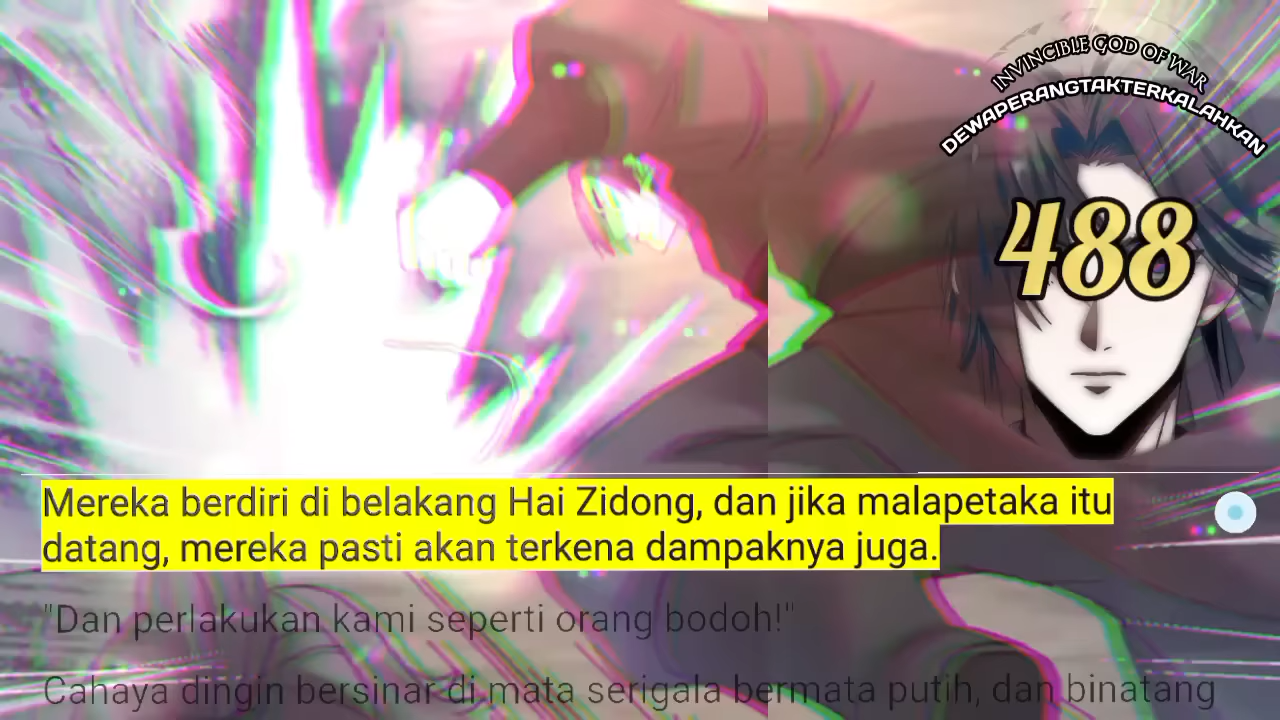 INVINCIBLE GOD OF WAR
DEWAPERANGTAKTERKALAHKAN
488
Mereka berdiri di belakang Hai Zidong, dan jika malapetaka itu
datang, mereka pasti akan terkena dampaknya juga.
"Dan perlakukan kami seperti orang bodoh!"
Cahaya dingin bersinar di mata serigala bermata putih, dan binatang